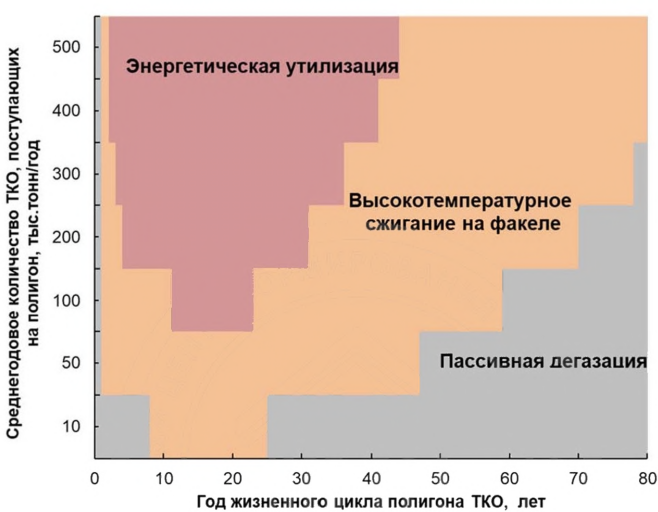 Среднегодовое количество ТКО, поступающих
на полигон, тыс.тонн/год
500
400
300
200
100
50
10
Энергетическая утилизация
Высокотемпературное
сжигание на факеле
Пассивная дегазация
0 10 20 30 40 50 60 70 80
Год жизненного цикла полигона ТКО, лет